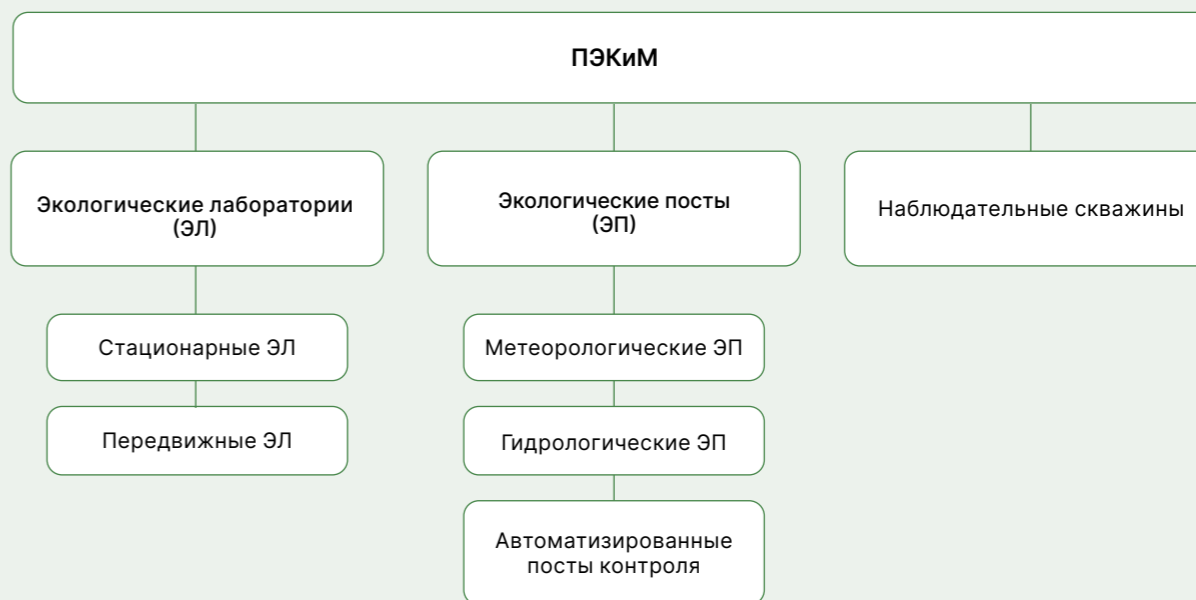 ПЭКиМ
Экологические лаборатории
(ЭЛ)
Экологические посты
(ЭП)
Наблюдательные скважины
Стационарные ЭЛ
Метеорологические ЭП
Передвижные ЭЛ
Гидрологические ЭП
Автоматизированные
посты контроля